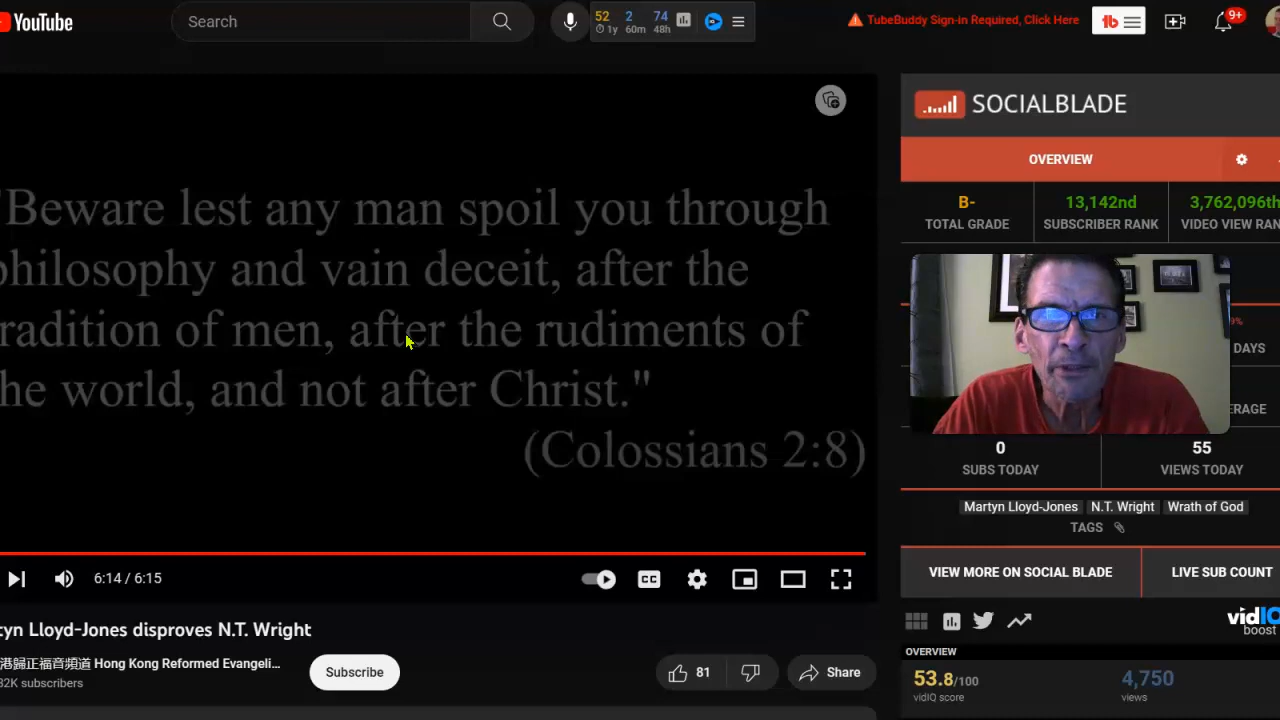 YouTube
Search
52 2 74
1y 60m 48h
TubeBuddy Sign-in Required, Click Here
tb
9+
"Beware lest any man spoil you through
philosophy and vain deceit, after the
radition of men, after the rudiments of
he world, and not after Christ."
(Colossians 2:8)
6:14 / 6:15
CC
tyn Lloyd-Jones disproves N.T. Wright
港歸正福音頻道 Hong Kong Reformed Evangeli...
32K subscribers
Subscribe
81
Share
SOCIALBLADE
OVERVIEW
B- 13,142nd 3,762,096th
TOTAL GRADE SUBSCRIBER RANK VIDEO VIEW RAN
9%
DAYS
ERAGE
0 55
SUBS TODAY VIEWS TODAY
Martyn Lloyd-Jones N.T. Wright Wrath of God
TAGS
VIEW MORE ON SOCIAL BLADE LIVE SUB COUNT
vidIQ
boost
OVERVIEW
53.8/100 4,750
vidIQ score views